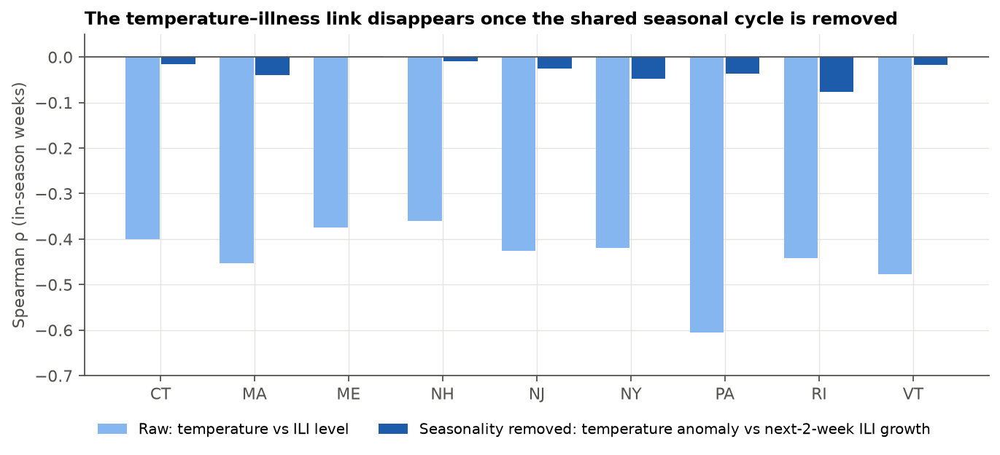 The temperature–illness link disappears once the shared seasonal cycle is removed
Spearman ρ (in-season weeks)
0.0
−0.1
−0.2
−0.3
−0.4
−0.5
−0.6
−0.7
CT MA ME NH NJ NY PA RI VT
Raw: temperature vs ILI level
Seasonality removed: temperature anomaly vs next-2-week ILI growth